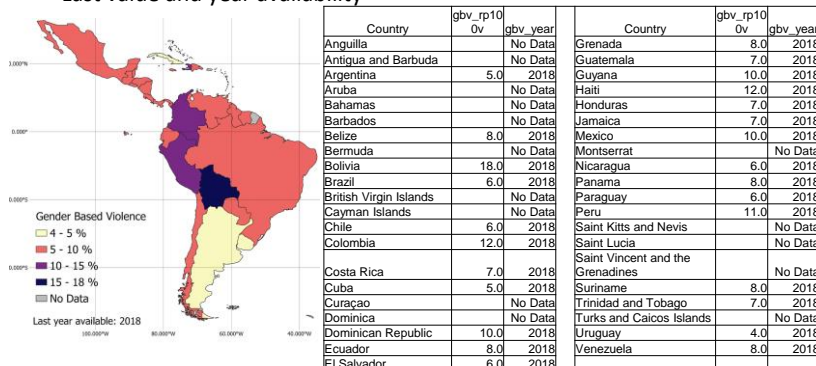 Last value and year availability
1.000°
0.000°
0.000°S
0.000°S
Gender Based Violence
4 - 5 %
5 - 10 %
10 - 15 %
15 - 18 %
No Data
Last year available: 2018
100.000°W 80.000°W 60.000°W 40.000°W
Country gbv_rp100v gbv_year
Anguilla No Data
Antigua and Barbuda No Data
Argentina 5.0 2018
Aruba No Data
Bahamas No Data
Barbados No Data
Belize 8.0 2018
Bermuda No Data
Bolivia 18.0 2018
Brazil 6.0 2018
British Virgin Islands No Data
Cayman Islands No Data
Chile 6.0 2018
Colombia 12.0 2018
Costa Rica 7.0 2018
Cuba 5.0 2018
Curaçao No Data
Dominica No Data
Dominican Republic 10.0 2018
Ecuador 8.0 2018
El Salvador 6.0 2018
Country gbv_rp100v gbv_year
Grenada 8.0 2018
Guatemala 7.0 2018
Guyana 10.0 2018
Haiti 12.0 2018
Honduras 7.0 2018
Jamaica 7.0 2018
Mexico 10.0 2018
Montserrat No Data
Nicaragua 6.0 2018
Panama 8.0 2018
Paraguay 6.0 2018
Peru 11.0 2018
Saint Kitts and Nevis No Data
Saint Lucia No Data
Saint Vincent and the
Grenadines No Data
Suriname 8.0 2018
Trinidad and Tobago 7.0 2018
Turks and Caicos Islands No Data
Uruguay 4.0 2018
Venezuela 8.0 2018